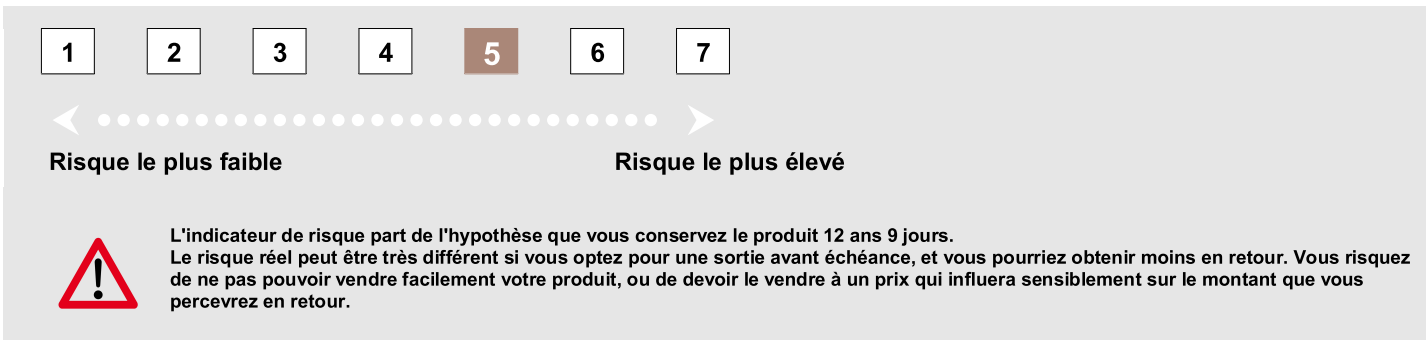 1 2 3 4 5 6 7
Risque le plus faible Risque le plus élevé
L'indicateur de risque part de l'hypothèse que vous conservez le produit 12 ans 9 jours.
Le risque réel peut être très différent si vous optez pour une sortie avant échéance, et vous pourriez obtenir moins en retour. Vous risquez
de ne pas pouvoir vendre facilement votre produit, ou de devoir le vendre à un prix qui influera sensiblement sur le montant que vous
percevrez en retour.